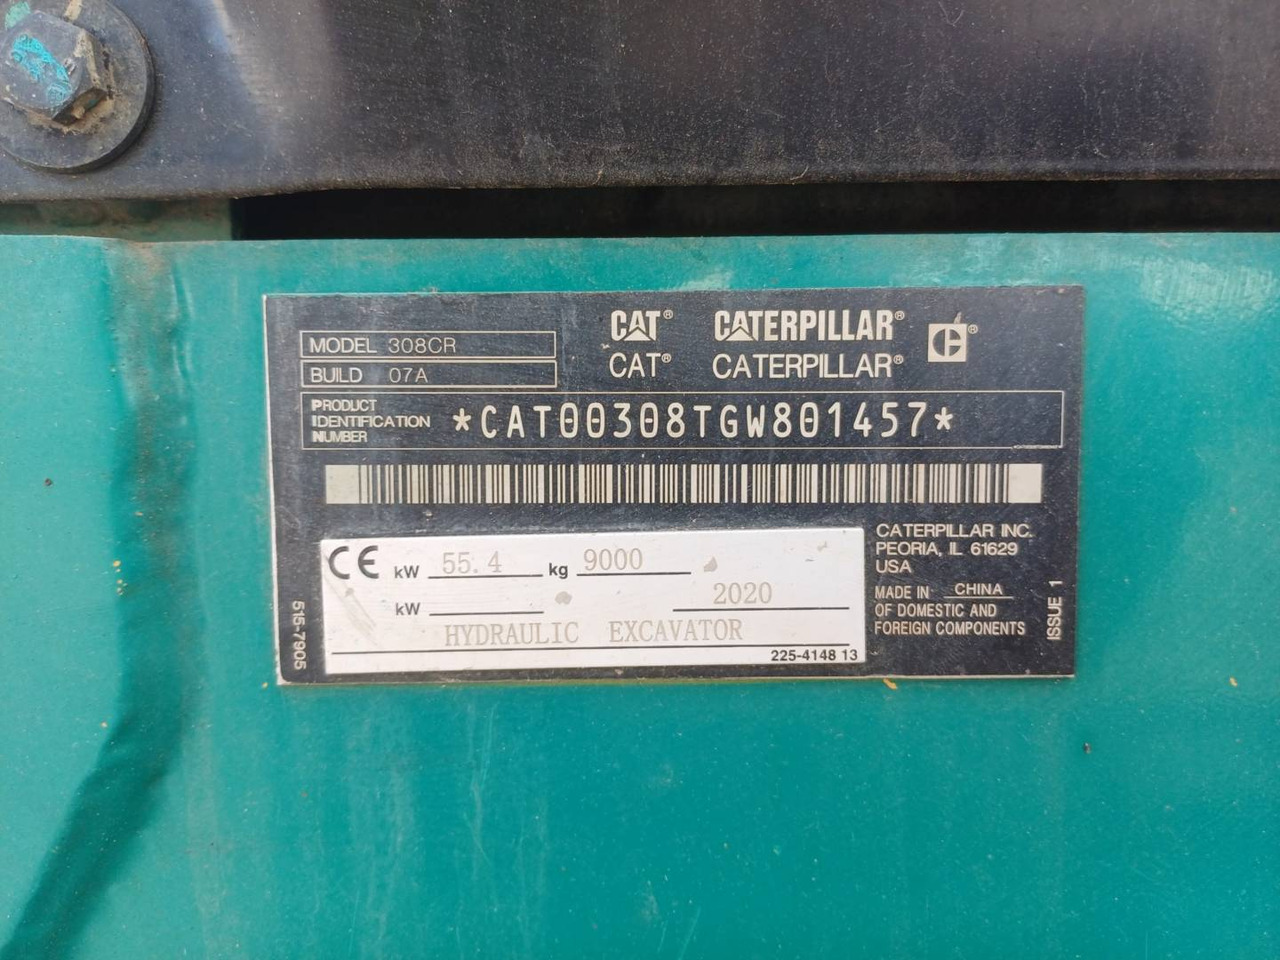 CAT® CATERPILLAR®
CAT® CATERPILLAR®
MODEL 308CR
BUILD 07A
PRODUCT
IDENTIFICATION
NUMBER
*CAT00308TGW801457*
CE kW 55.4 kg 9000
kW 2020
HYDRAULIC EXCAVATOR
225-4148 13
CATERPILLAR INC.
PEORIA, IL 61629
USA
MADE IN CHINA
OF DOMESTIC AND
FOREIGN COMPONENTS
ISSUE 1
515-7905